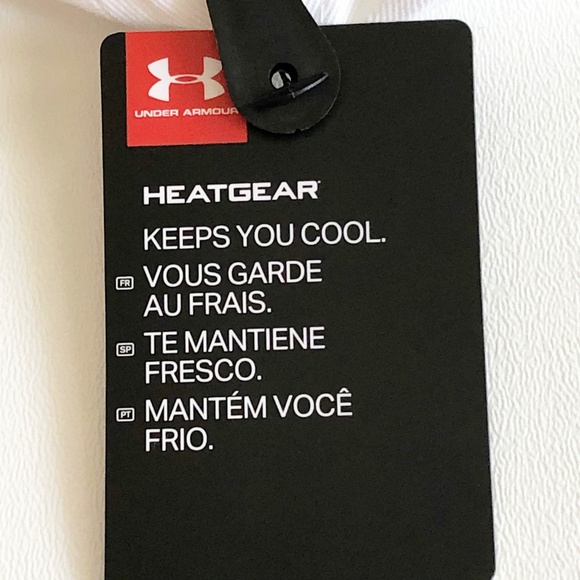 UNDER ARMOUR
HEATGEAR
KEEPS YOU COOL.
FR VOUS GARDE
AU FRAIS.
SP TE MANTIENE
FRESCO.
PT MANTÉM VOCÊ
FRIO.